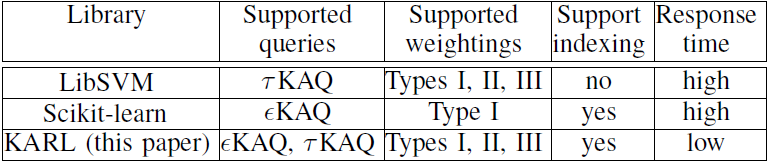 Library Supported queries Supported weightings Support indexing Response time
LibSVM τKAQ Types I, II, III no high
Scikit-learn ϵKAQ Type I yes high
KARL (this paper) ϵKAQ, τKAQ Types I, II, III yes low